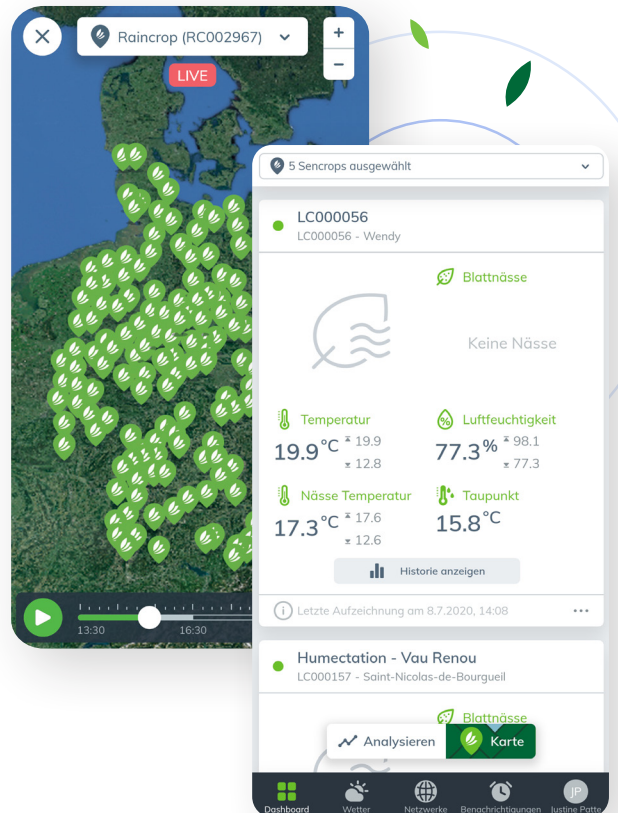 Raincrop (RC002967)
+
−
LIVE
13:30
16:30
5 Sencrops ausgewählt
LC000056
LC000056 - Wendy
Blattnässe
Keine Nässe
Temperatur
19.9°C
19.9
12.8
Luftfeuchtigkeit
77.3%
98.1
77.3
Nässe Temperatur
17.3°C
17.6
12.6
Taupunkt
15.8°C
Historie anzeigen
Letzte Aufzeichnung am 8.7.2020, 14:08
Humectation - Vau Renou
LC000157 - Saint-Nicolas-de-Bourgueil
Blattnässe
Analysieren
Karte
JP
Dashboard
Wetter
Netzwerke
Benachrichtigungen
Justine Patte